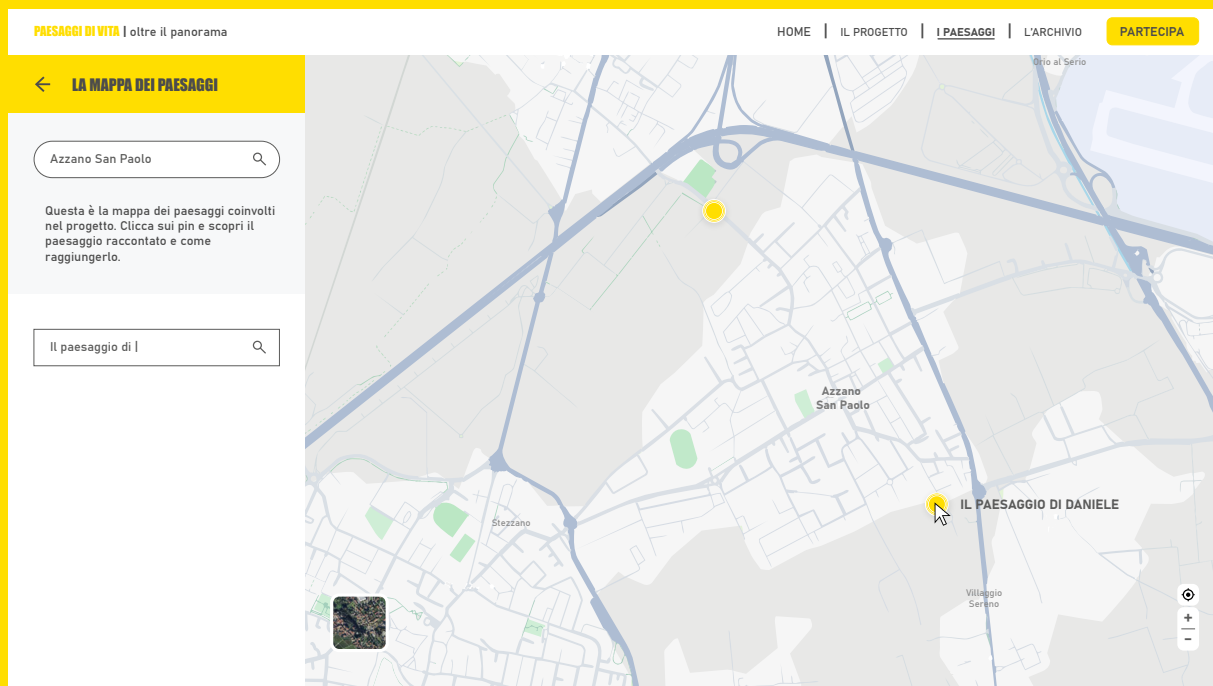 PAESAGGI DI VITA | oltre il panorama
HOME | IL PROGETTO | I PAESAGGI | L'ARCHIVIO
PARTECIPA
LA MAPPA DEI PAESAGGI
Azzano San Paolo
Questa è la mappa dei paesaggi coinvolti
nel progetto. Clicca sui pin e scopri il
paesaggio raccontato e come
raggiungerlo.
Il paesaggio di |
Orio al Serio
Azzano
San Paolo
IL PAESAGGIO DI DANIELE
Stezzano
Villaggio
Sereno
+
−